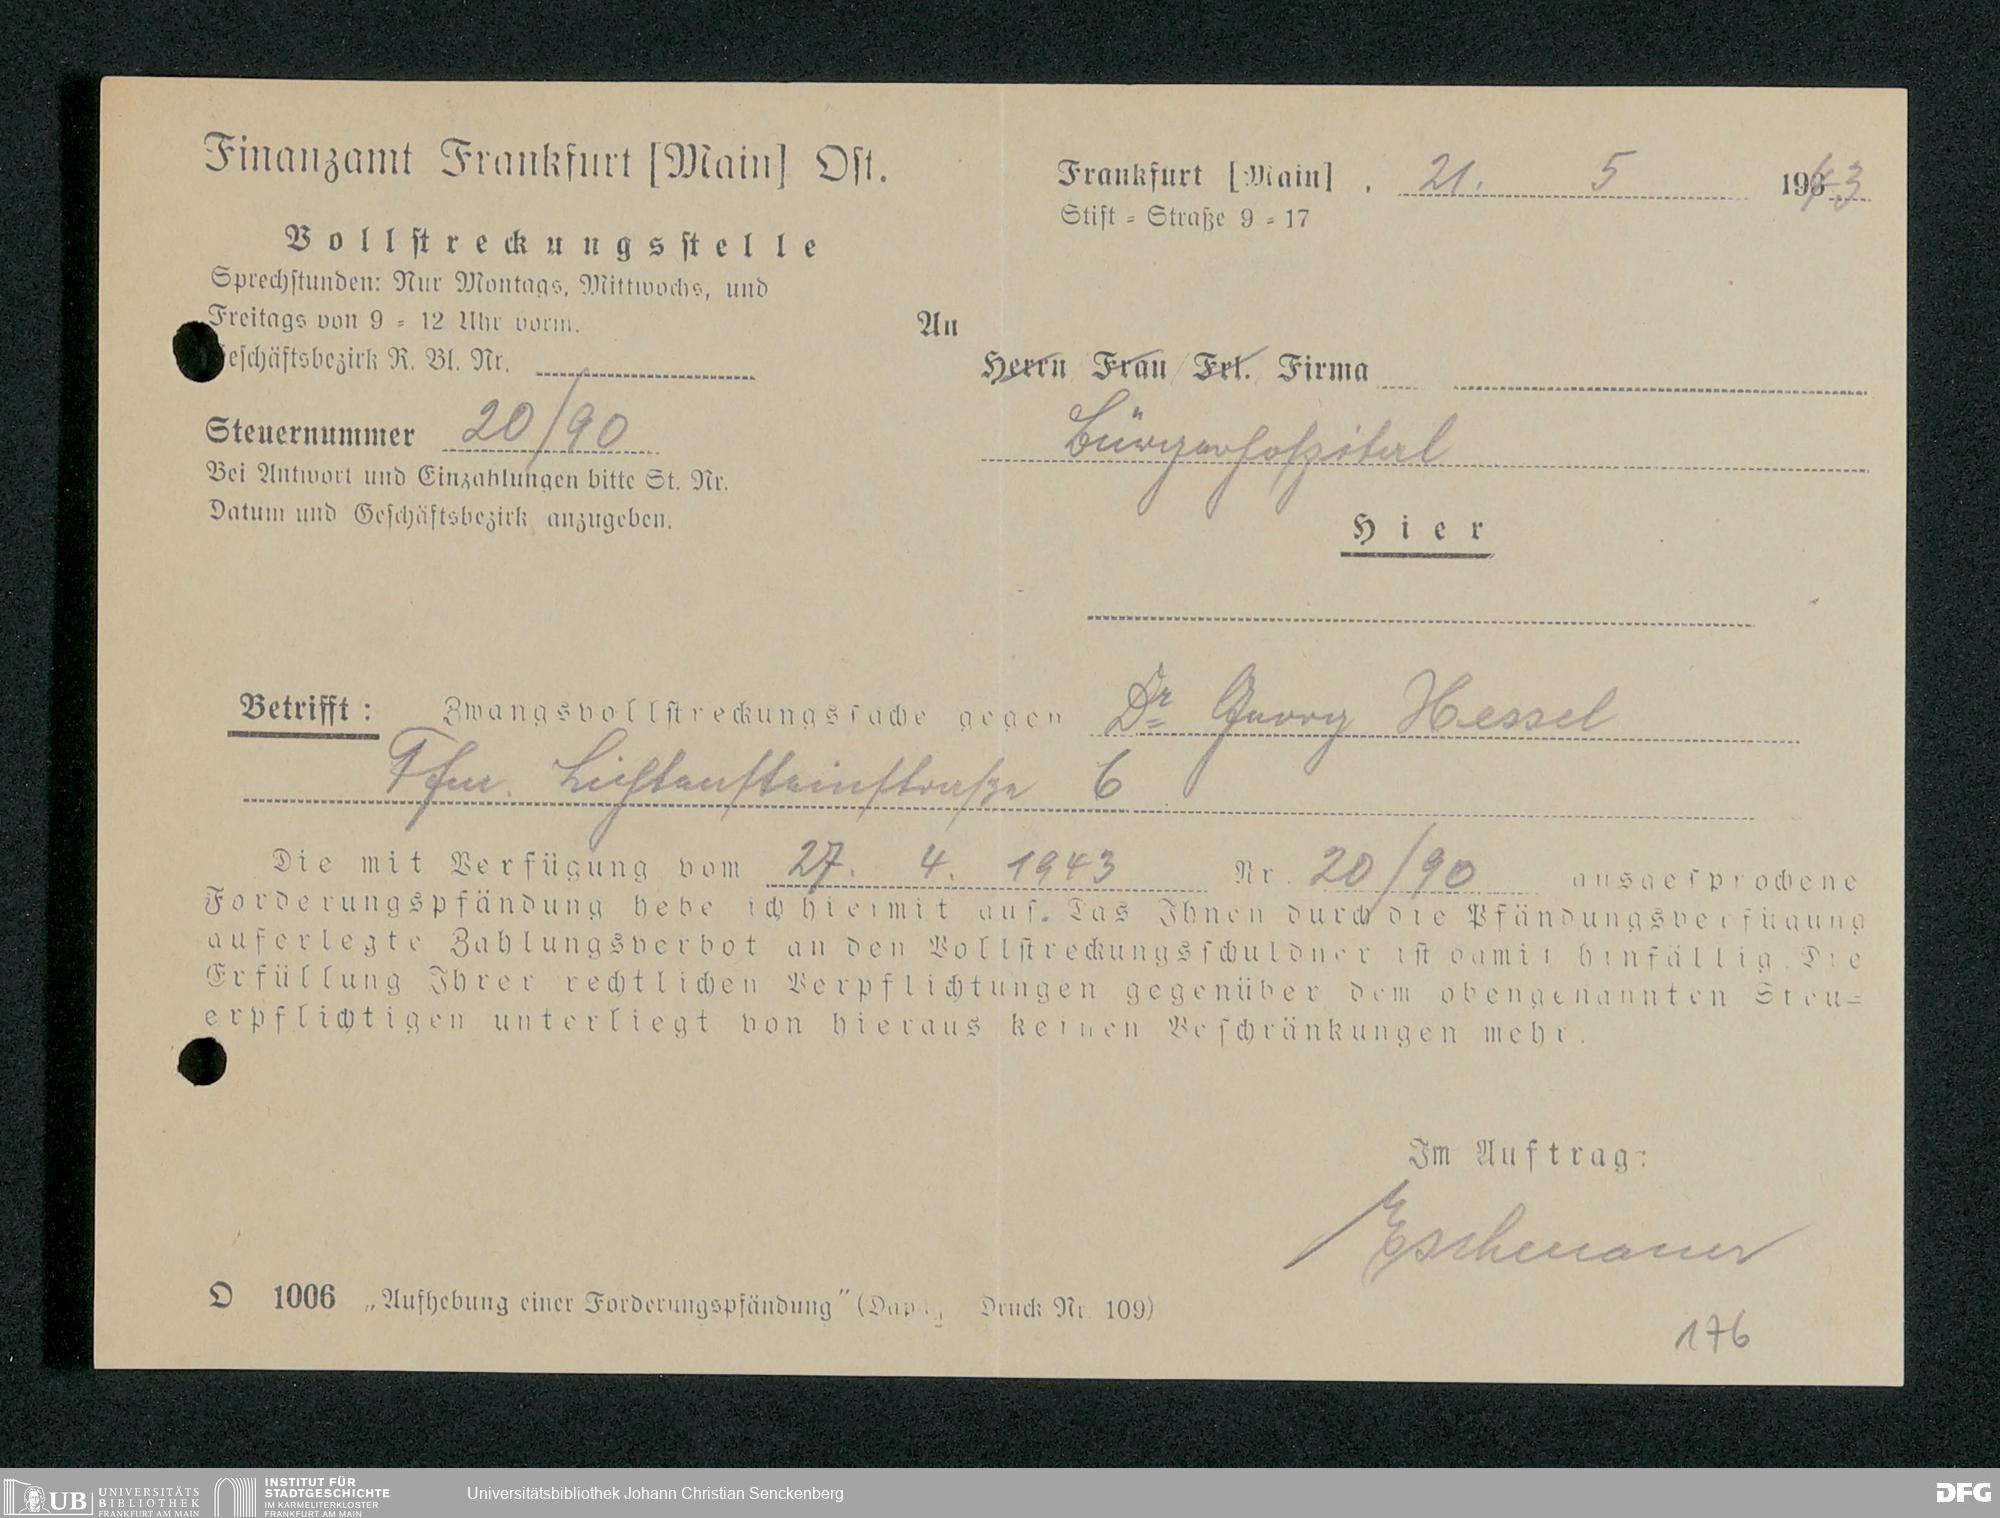 Finanzamt Frankfurt [Main] Ost.
Vollstreckungsstelle
Sprechstunden: Nur Montags, Mittwochs, und
Freitags von 9 = 12 Uhr vorm.
Geschäftsbezirk R. Bl. Nr.
Steuernummer 20/90
Bei Antwort und Einzahlungen bitte St. Nr.
Datum und Geschäftsbezirk anzugeben.
Frankfurt [Main], 21. 5 1943
Stift = Straße 9 = 17
An
Herrn / Frau / Frl. / Firma
Bürgerhospital
Hier
Betrifft: Zwangsvollstreckungssache gegen Dr Georg Hessel
Ffm. Lichtensteinstraße 6
Die mit Verfügung vom 27. 4. 1943 Nr. 20/90 ausgesprochene
Forderungspfändung hebe ich hiermit auf. Das Ihnen durch die Pfändungsverfügung
auferlegte Zahlungsverbot an den Vollstreckungsschuldner ist damit hinfällig. Die
Erfüllung Ihrer rechtlichen Verpflichtungen gegenüber dem obengenannten Steu=
erpflichtigen unterliegt von hieraus keinen Beschränkungen mehr.
Im Auftrag:
Eschenauer
O 1006 „Aufhebung einer Forderungspfändung" ( Druck Nr. 109)
176
UB UNIVERSITÄTS
BIBLIOTHEK
FRANKFURT AM MAIN
INSTITUT FÜR
STADTGESCHICHTE
IM KARMELITERKLOSTER
FRANKFURT AM MAIN
Universitätsbibliothek Johann Christian Senckenberg
DFG